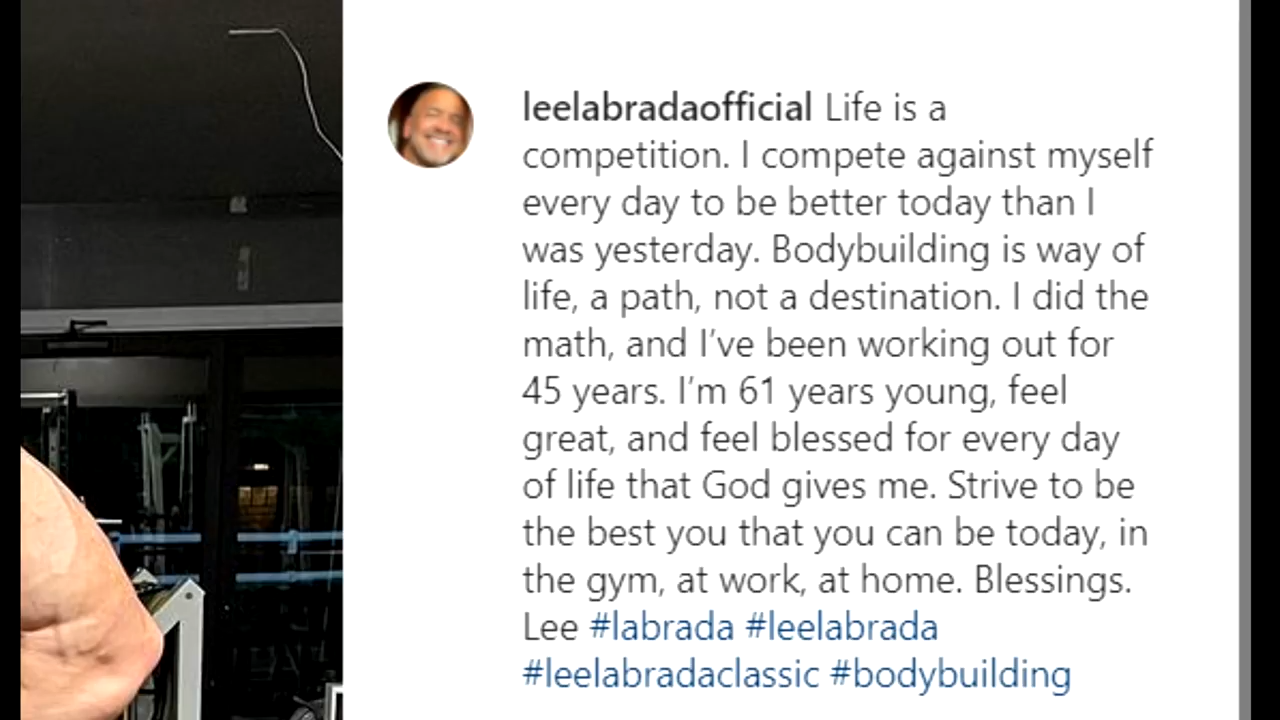 leelabradaofficial Life is a
competition. I compete against myself
every day to be better today than I
was yesterday. Bodybuilding is way of
life, a path, not a destination. I did the
math, and I've been working out for
45 years. I'm 61 years young, feel
great, and feel blessed for every day
of life that God gives me. Strive to be
the best you that you can be today, in
the gym, at work, at home. Blessings.
Lee #labrada #leelabrada
#leelabradaclassic #bodybuilding